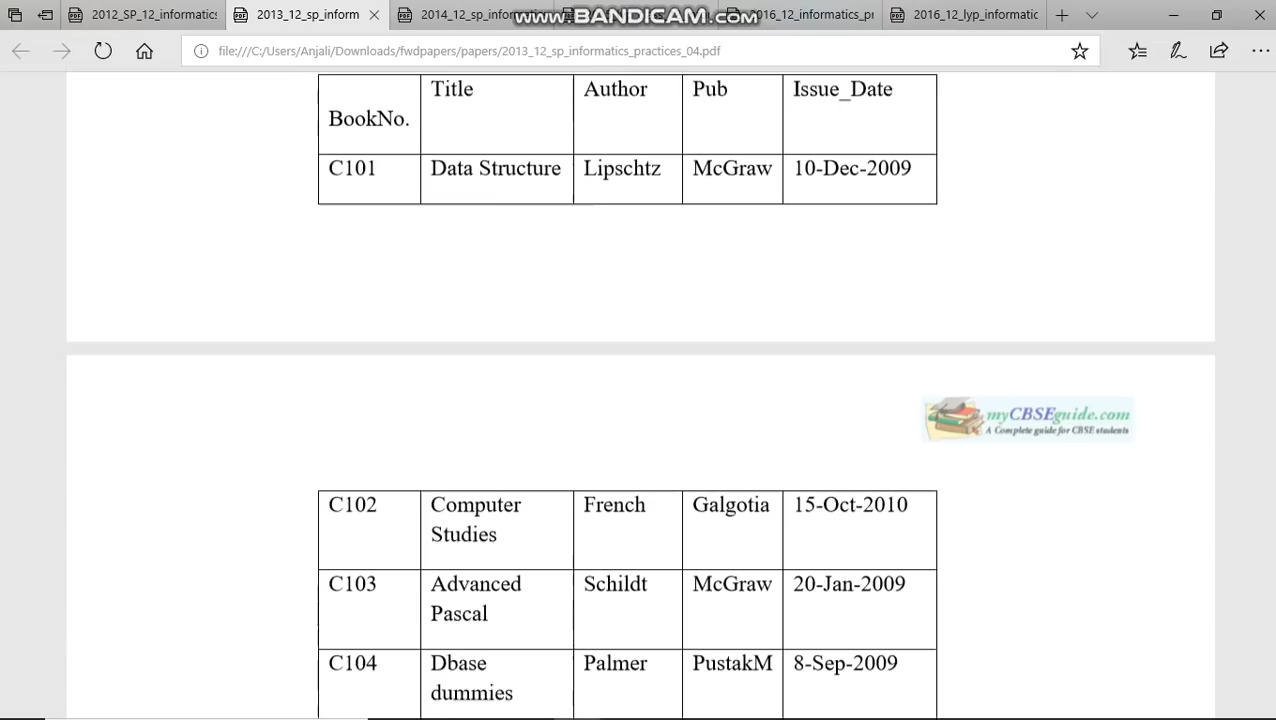 2012_SP_12_informatics
2013_12_sp_inform
2014_12_sp_infor
2016_12_informatics_pr
2016_12_lyp_informatic
www.BANDICAM.com
file:///C:/Users/Anjali/Downloads/fwdpapers/papers/2013_12_sp_informatics_practices_04.pdf
BookNo. Title Author Pub Issue_Date
C101 Data Structure Lipschtz McGraw 10-Dec-2009
myCBSEguide.com
A Complete guide for CBSE students
C102 Computer French Galgotia 15-Oct-2010
Studies
C103 Advanced Schildt McGraw 20-Jan-2009
Pascal
C104 Dbase Palmer PustakM 8-Sep-2009
dummies